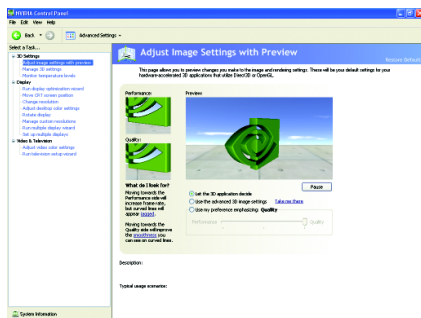 NVIDIA Control Panel
File Edit View Help
Back
Advanced Settings
Select a Task...
3D Settings
Adjust image settings with preview
Manage 3D settings
Monitor temperature levels
Display
Run display optimization wizard
Move CRT screen position
Change resolution
Adjust desktop color settings
Rotate display
Manage custom resolutions
Run multiple display wizard
Set up multiple displays
Video & Television
Adjust video color settings
Run television setup wizard
System Information
Adjust Image Settings with Preview
Restore Defaults
This page allows you to preview changes you make to the image and rendering settings. These will be your default settings for your
hardware-accelerated 3D applications that utilize Direct3D or OpenGL.
Performance:
Preview
Quality:
What do I look for?
Moving towards the
Performance side will
increase frame rate,
but curved lines will
appear jagged.
Moving towards the
Quality side will improve
the smoothness you
can see on curved lines.
Pause
Let the 3D application decide
Use the advanced 3D image settings Take me there
Use my preference emphasizing: Quality
Performance Quality
Description:
Typical usage scenarios: